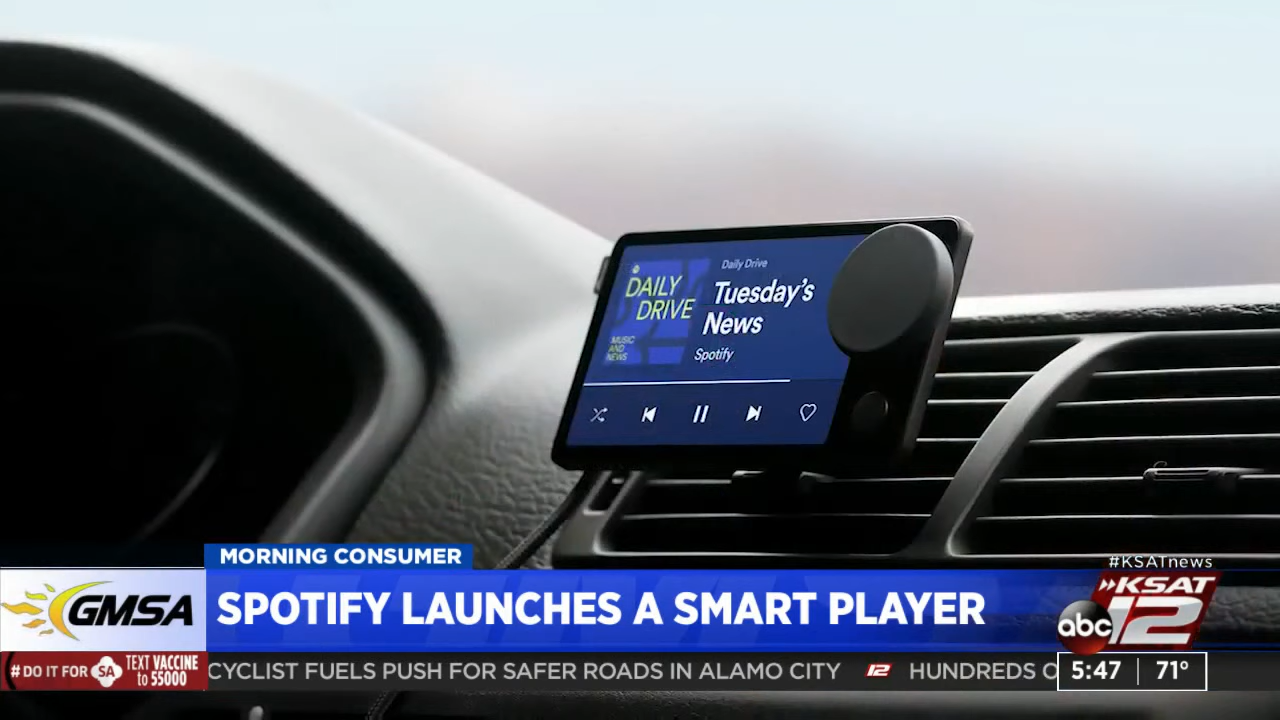 Daily Drive
DAILY
DRIVE
MUSIC
AND
NEWS
Tuesday's
News
Spotify
MORNING CONSUMER
GMSA
SPOTIFY LAUNCHES A SMART PLAYER
#KSATnews
KSAT
abc 12
#DO IT FOR SA TEXT VACCINE
to 55000
CYCLIST FUELS PUSH FOR SAFER ROADS IN ALAMO CITY 12 HUNDREDS O
5:47 71°